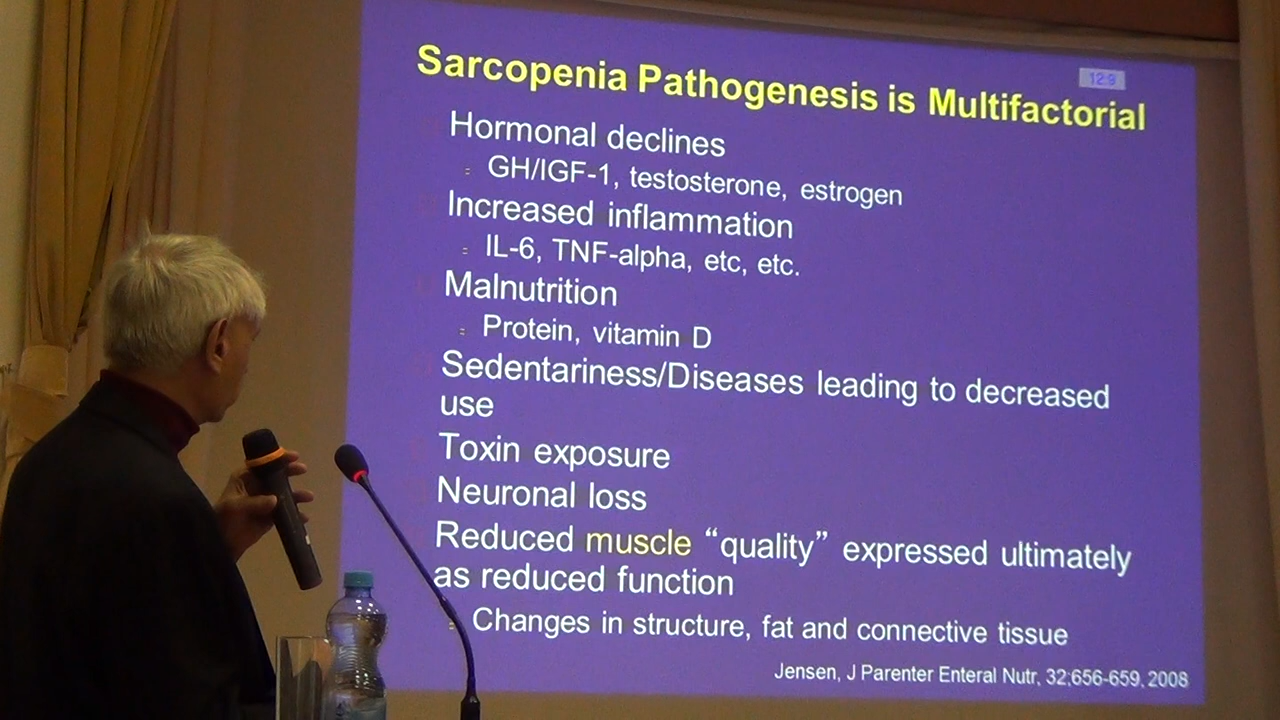 Sarcopenia Pathogenesis is Multifactorial
12:9
Hormonal declines
GH/IGF-1, testosterone, estrogen
Increased inflammation
IL-6, TNF-alpha, etc, etc.
Malnutrition
Protein, vitamin D
Sedentariness/Diseases leading to decreased
use
Toxin exposure
Neuronal loss
Reduced muscle “quality” expressed ultimately
as reduced function
Changes in structure, fat and connective tissue
Jensen, J Parenter Enteral Nutr, 32;656-659, 2008